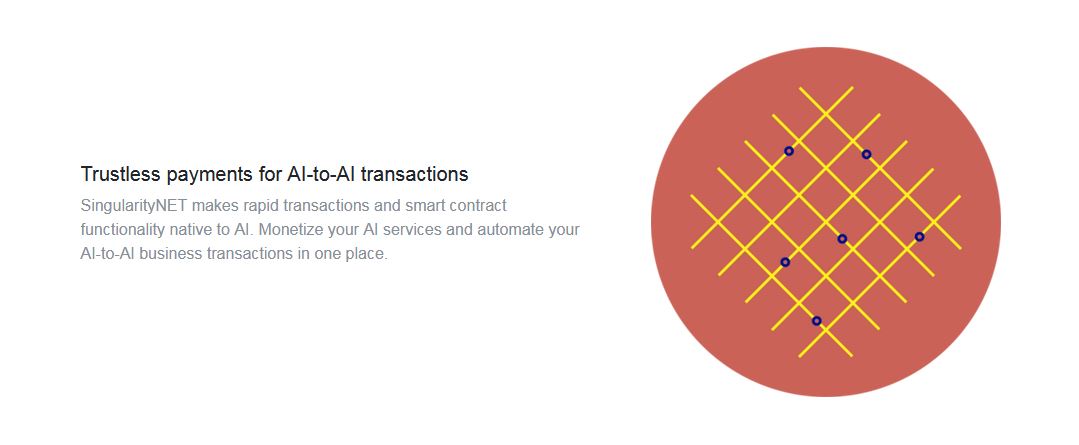 Trustless payments for AI-to-AI transactions
SingularityNET makes rapid transactions and smart contract
functionality native to AI. Monetize your AI services and automate your
AI-to-AI business transactions in one place.